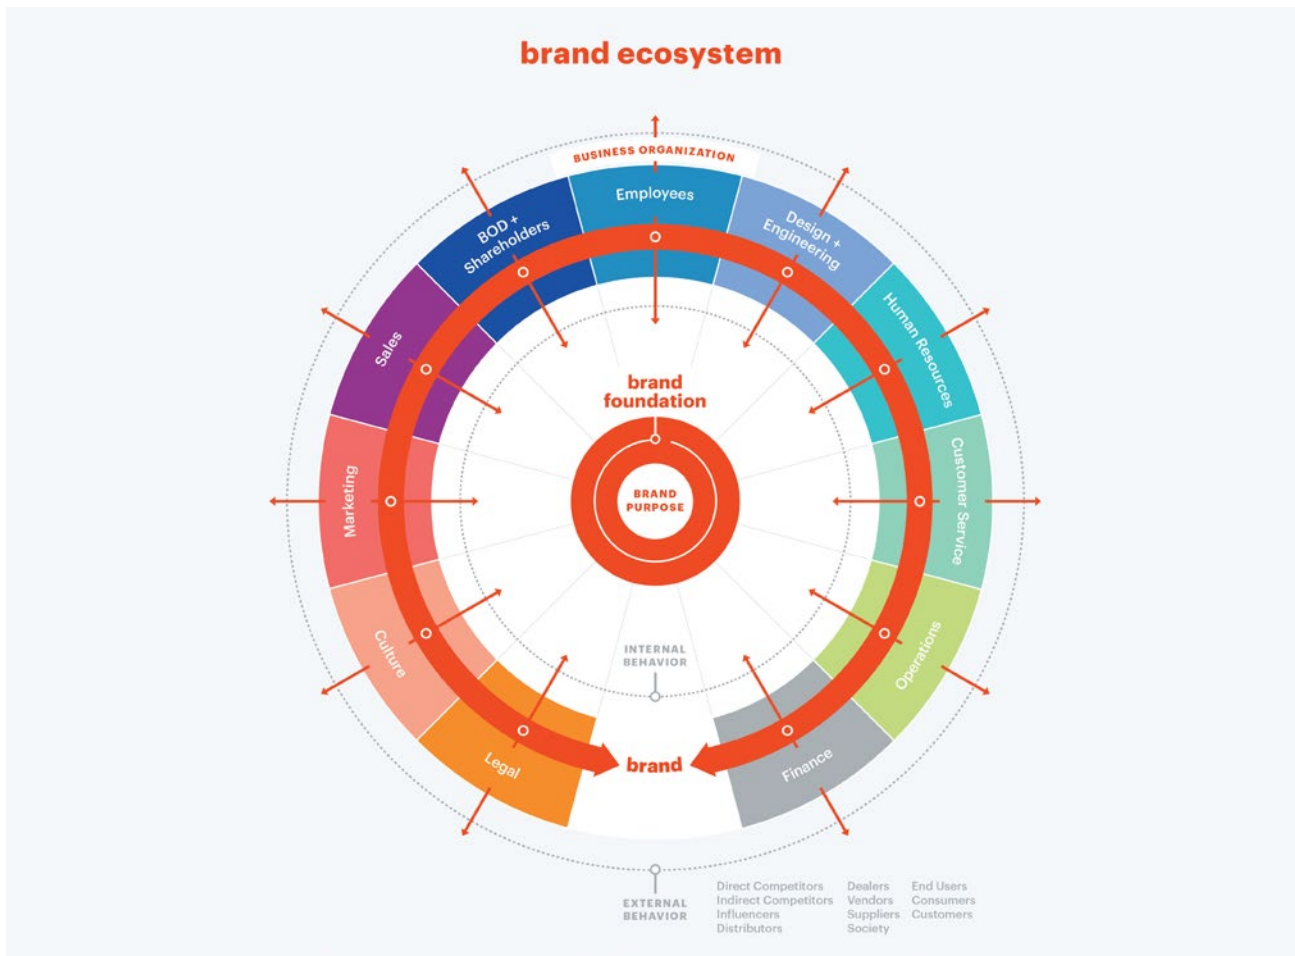 brand ecosystem
BUSINESS ORGANIZATION
Employees
Design +
Engineering
Human Resources
Customer Service
Operations
Finance
BOD +
Shareholders
Sales
Marketing
Culture
Legal
brand
foundation
BRAND
PURPOSE
INTERNAL
BEHAVIOR
brand
EXTERNAL
BEHAVIOR
Direct Competitors
Indirect Competitors
Influencers
Distributors
Dealers
Vendors
Suppliers
Society
End Users
Consumers
Customers